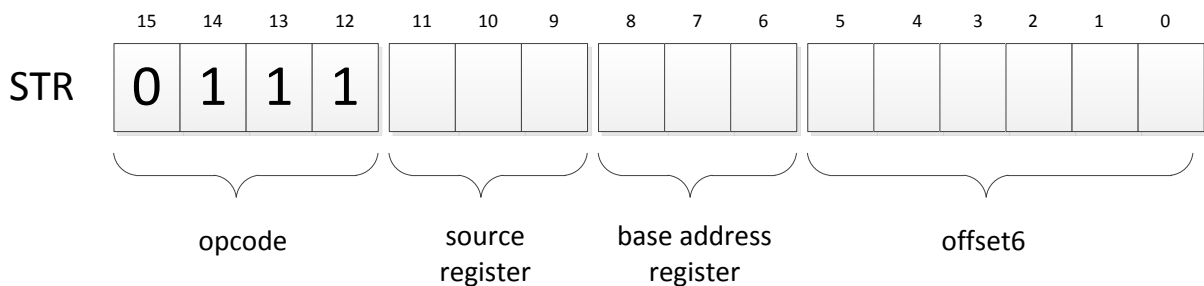 15 14 13 12 11 10 9 8 7 6 5 4 3 2 1 0
STR 0 1 1 1
opcode source register base address register offset6